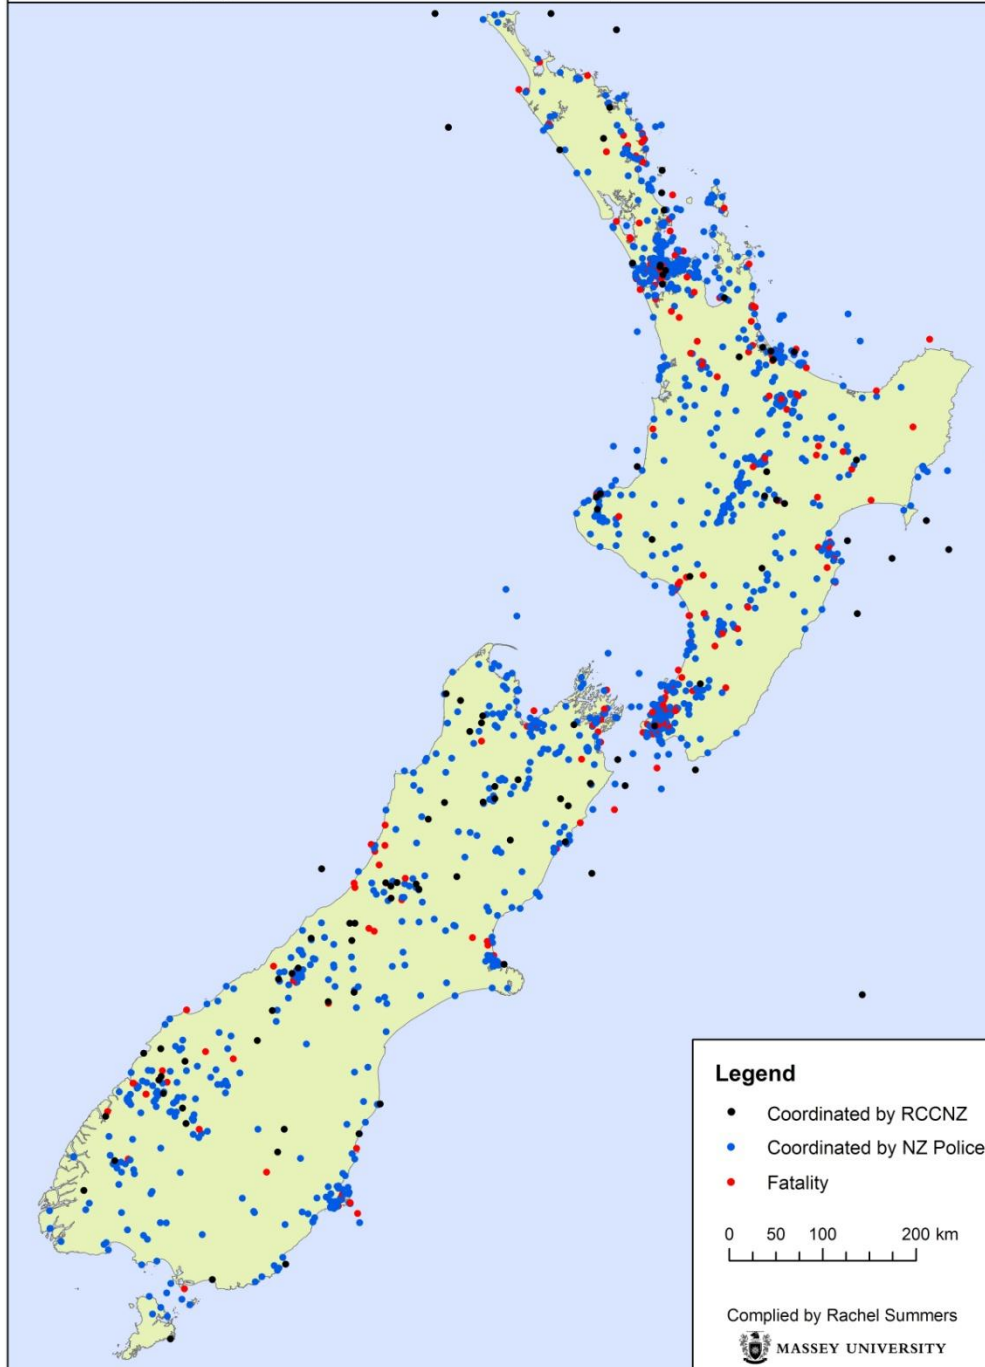 Legend
Coordinated by RCCNZ
Coordinated by NZ Police
Fatality
0 50 100 200 km
Complied by Rachel Summers
MASSEY UNIVERSITY